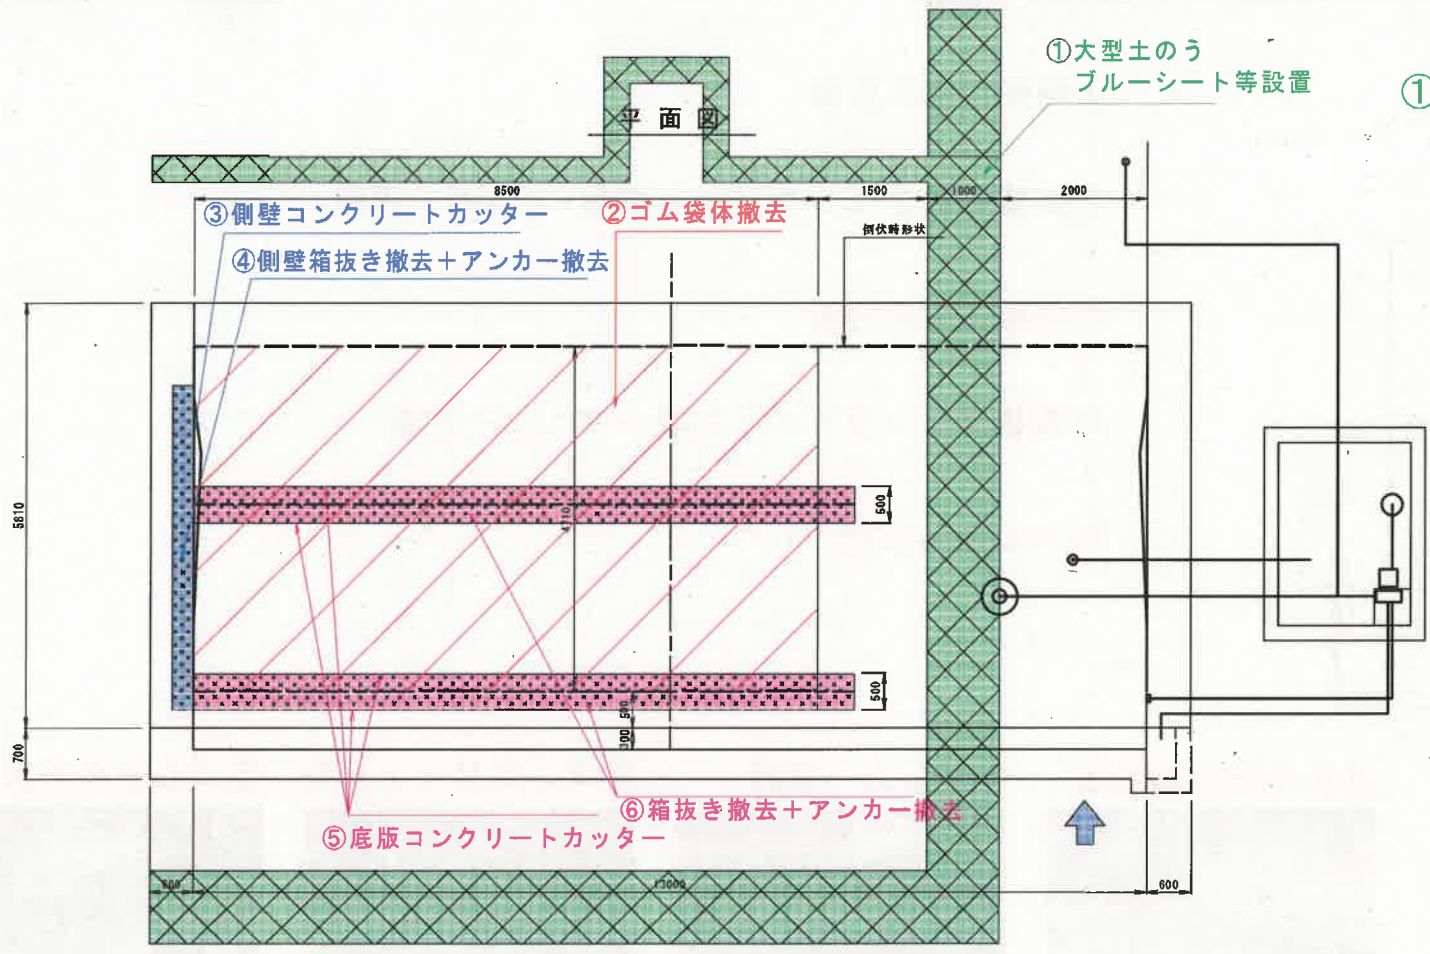 ①大型土のう
ブルーシート等設置
①
平面図
8500
1500
1000
2000
③側壁コンクリートカッター
②ゴム袋体撤去
倒伏時形状
④側壁箱抜き撤去＋アンカー撤去
5810
500
4710
500
500
300
700
⑥箱抜き撤去＋アンカー撤去
⑤底版コンクリートカッター
600
13000
600